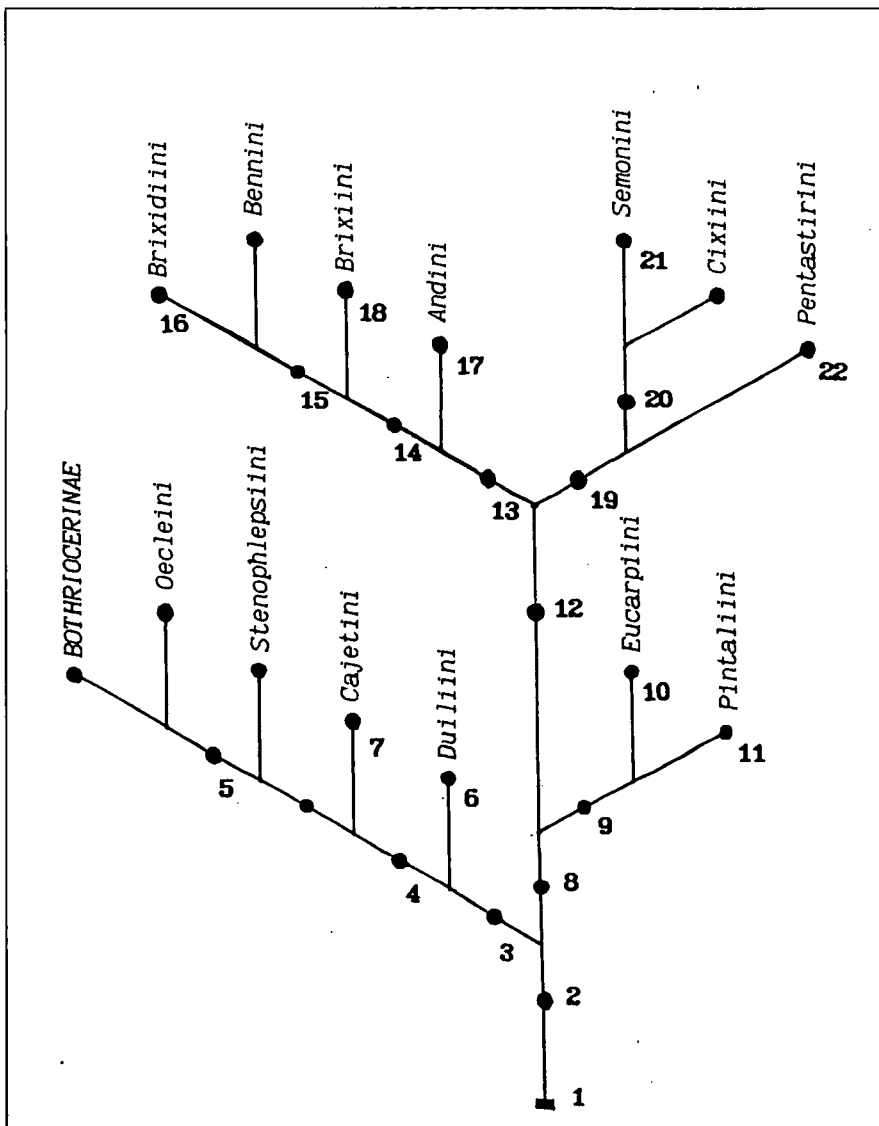 Brixidiini
Bennini
Brixiini
Andini
Semonini
Cixiini
Pentastirini
16
18
17
21
22
15
20
14
13
19
BOTHRIOCERINAE
Oecleini
Stenophlepsiini
Cajetini
Duiliini
12
Eucarpiini
Pintaliini
10
11
7
5
6
9
4
8
3
2
1